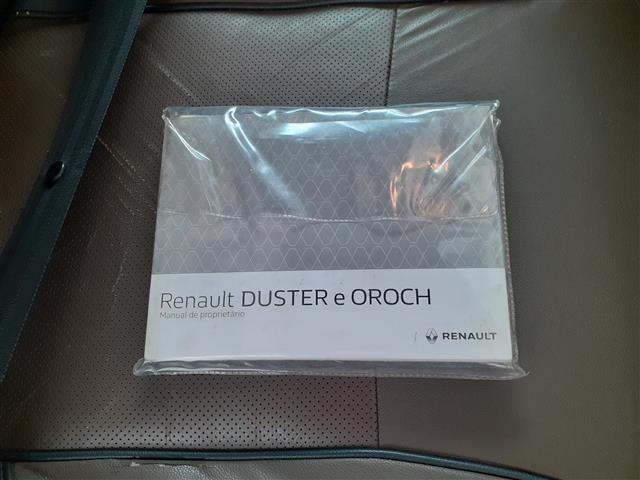 Renault DUSTER e OROCH
Manual de proprietário
RENAULT